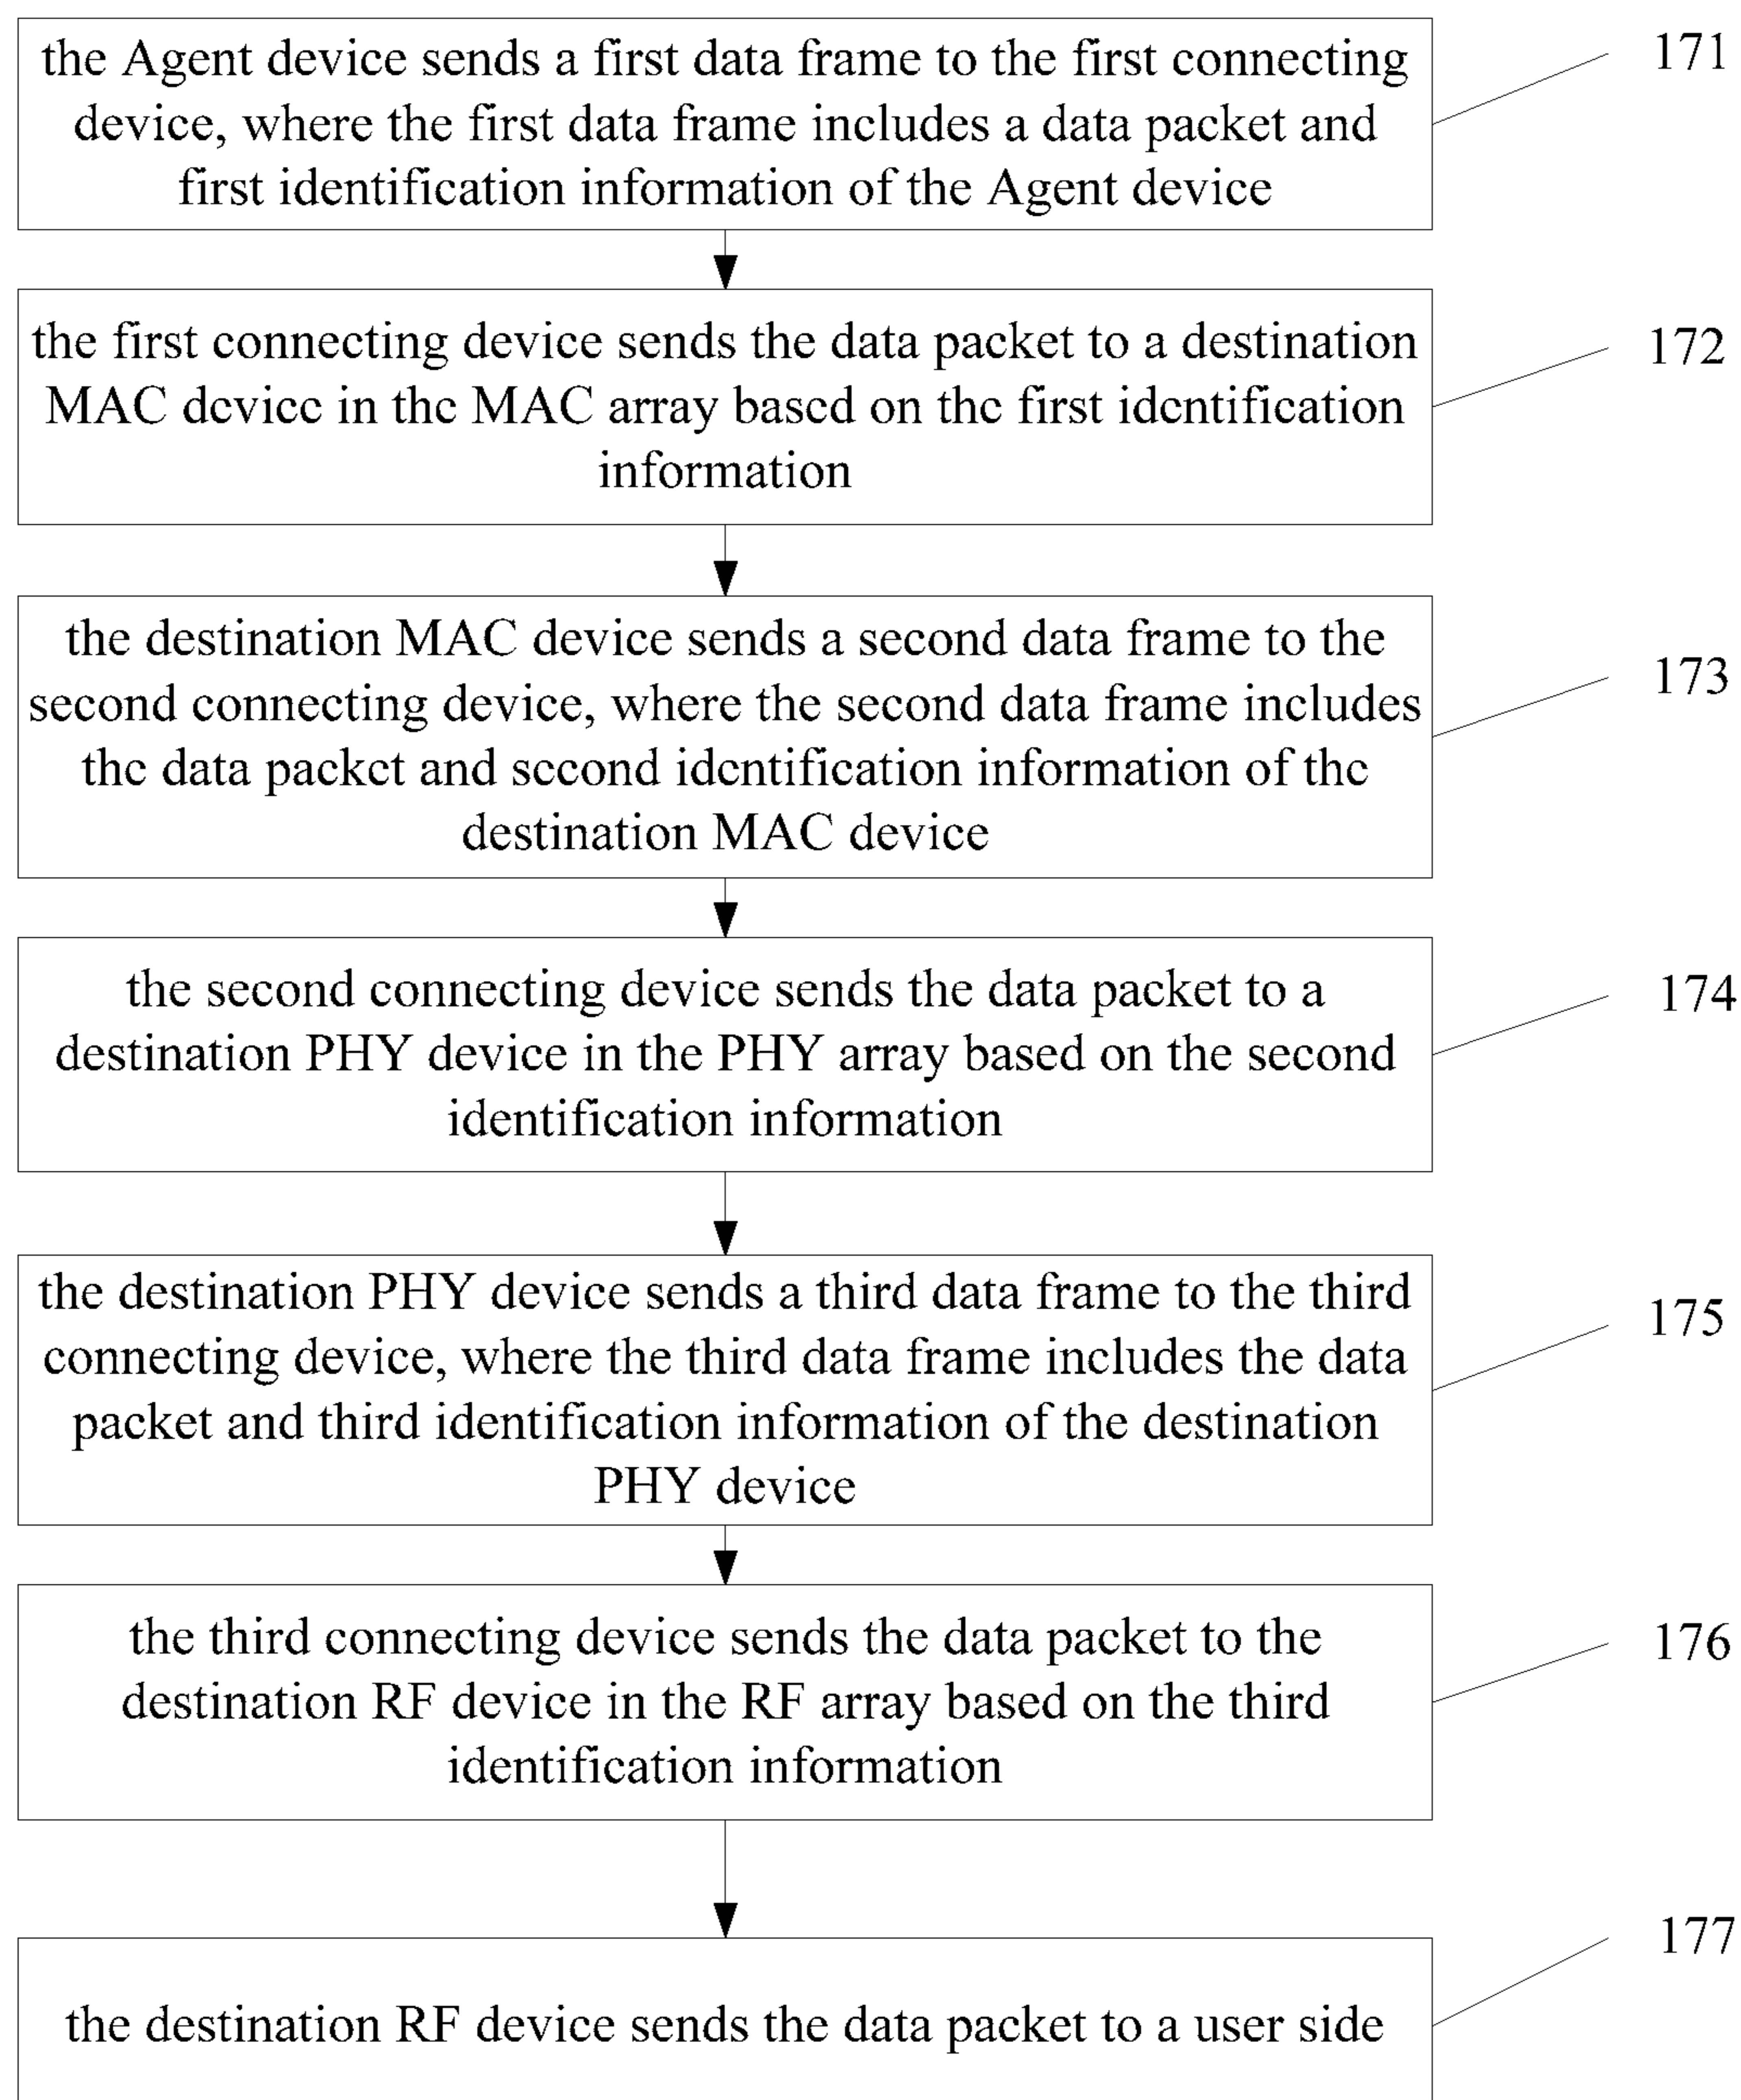 the Agent device sends a first data frame to the first connecting
device, where the first data frame includes a data packet and
first identification information of the Agent device
171
the first connecting device sends the data packet to a destination
MAC device in the MAC array based on the first identification
information
172
the destination MAC device sends a second data frame to the
second connecting device, where the second data frame includes
the data packet and second identification information of the
destination MAC device
173
the second connecting device sends the data packet to a
destination PHY device in the PHY array based on the second
identification information
174
the destination PHY device sends a third data frame to the third
connecting device, where the third data frame includes the data
packet and third identification information of the destination
PHY device
175
the third connecting device sends the data packet to the
destination RF device in the RF array based on the third
identification information
176
the destination RF device sends the data packet to a user side
177